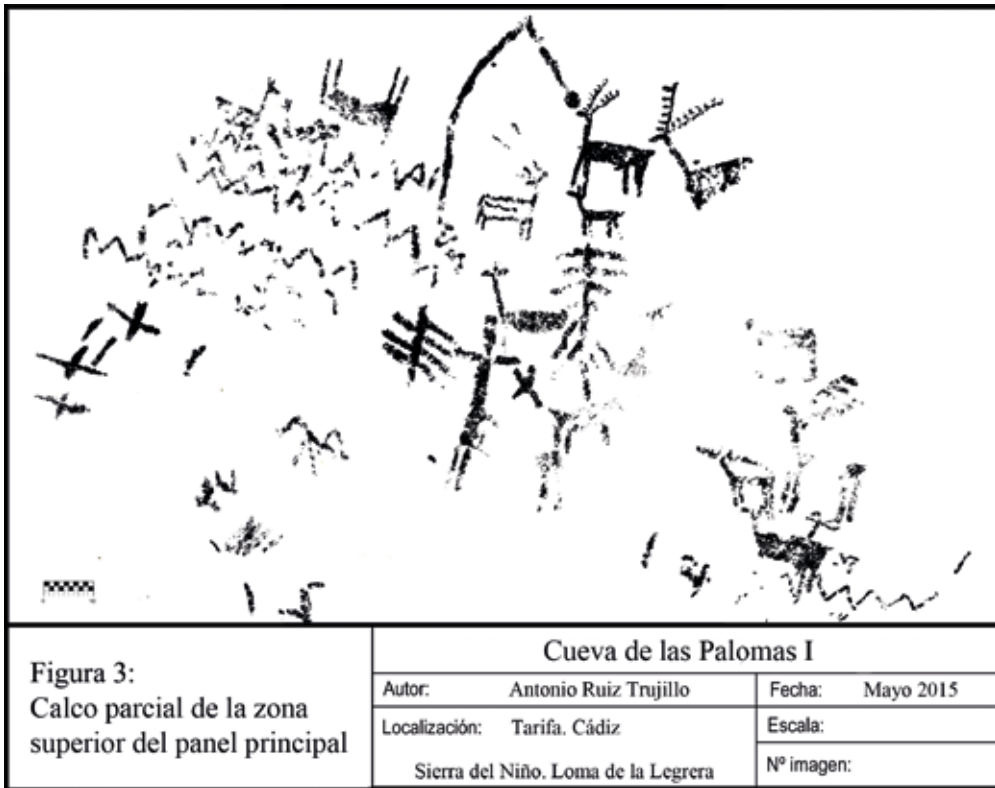 Figura 3:
Calco parcial de la zona
superior del panel principal
Cueva de las Palomas I
Autor: Antonio Ruiz Trujillo
Fecha: Mayo 2015
Localización: Tarifa. Cádiz
Sierra del Niño. Loma de la Legrera
Escala:
Nº imagen: